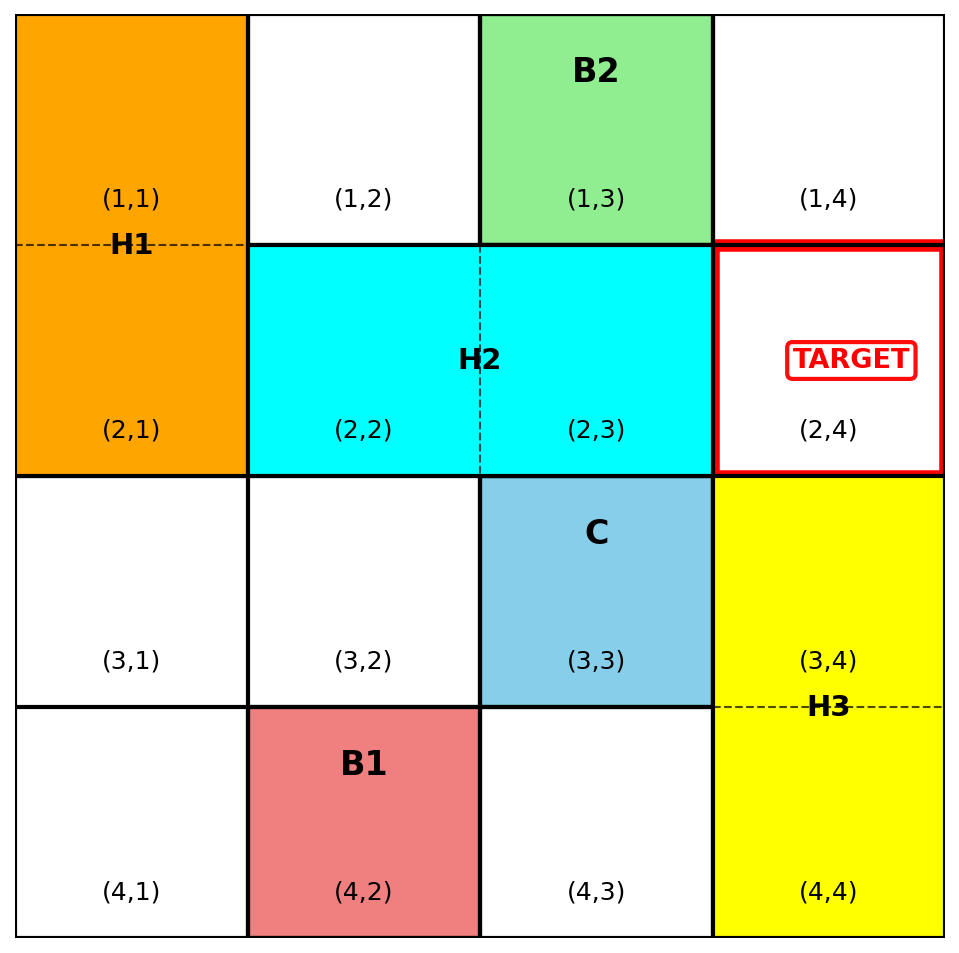 B2
(1,1)
(1,2)
(1,3)
(1,4)
H1
H2
TARGET
(2,1)
(2,2)
(2,3)
(2,4)
C
(3,1)
(3,2)
(3,3)
(3,4)
H3
B1
(4,1)
(4,2)
(4,3)
(4,4)